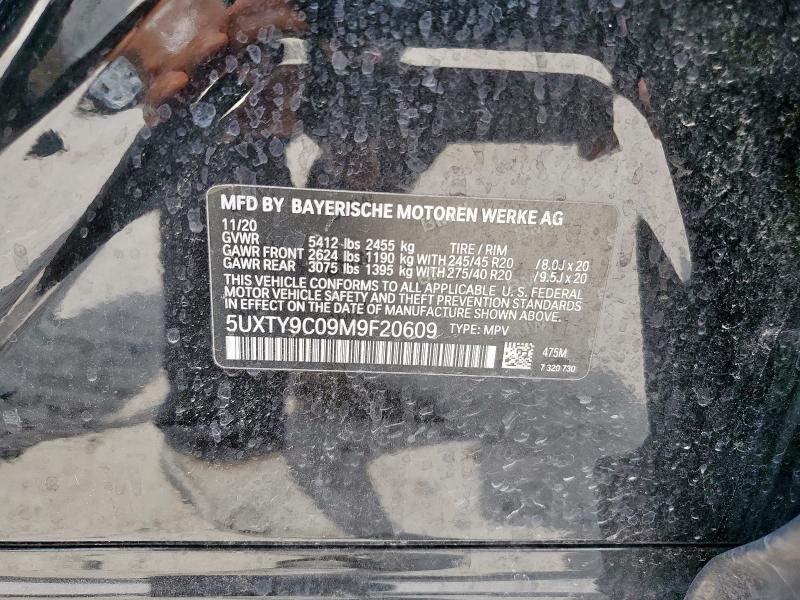 MFD BY BAYERISCHE MOTOREN WERKE AG
11/20
GVWR 5412 lbs 2455 kg TIRE / RIM
GAWR FRONT 2624 lbs 1190 kg WITH 245/45 R20 / 8.0J x 20
GAWR REAR 3075 lbs 1395 kg WITH 275/40 R20 / 9.5J x 20
THIS VEHICLE CONFORMS TO ALL APPLICABLE U. S. FEDERAL
MOTOR VEHICLE SAFETY AND THEFT PREVENTION STANDARDS
IN EFFECT ON THE DATE OF MANUFACTURE SHOWN ABOVE.
5UXTY9C09M9F20609 TYPE: MPV
475M
7 320 730